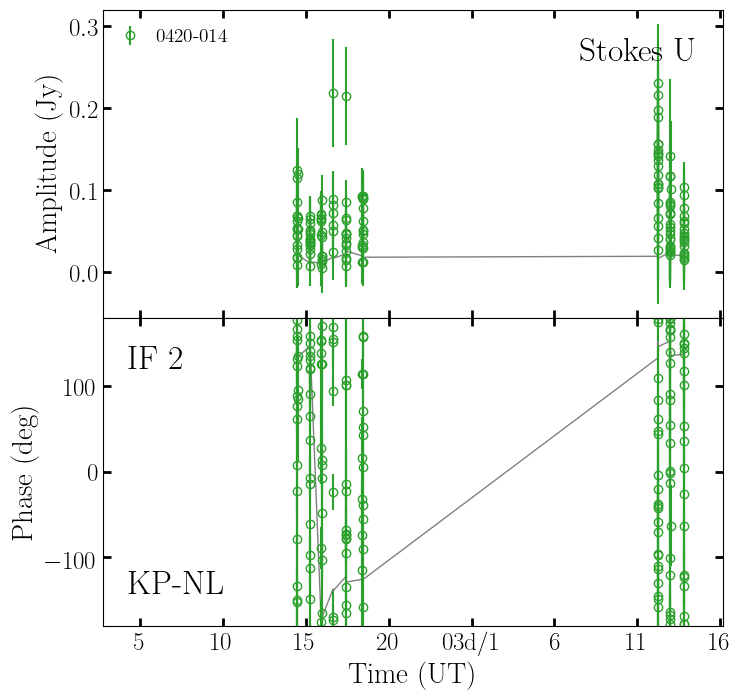 0.3
0420-014
Stokes U
0.2
Amplitude (Jy)
0.1
0.0
IF 2
100
Phase (deg)
0
−100
KP-NL
5 10 15 20 03d/1 6 11 16
Time (UT)